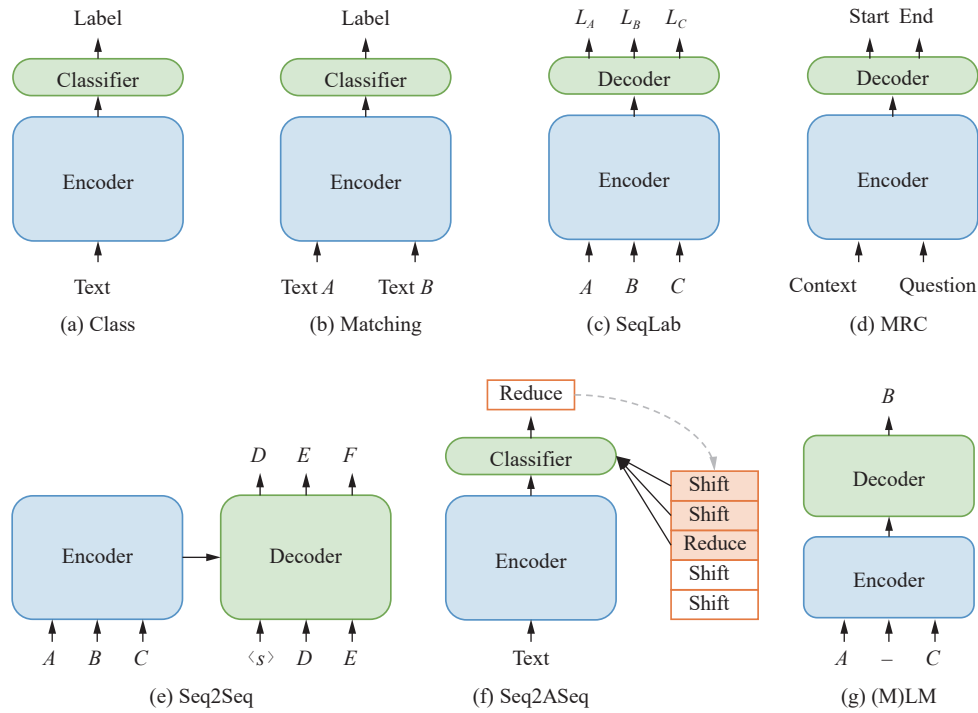 Label
Classifier
Encoder
Text
(a) Class
Label
Classifier
Encoder
Text A Text B
(b) Matching
L_A L_B L_C
Decoder
Encoder
A B C
(c) SeqLab
Start End
Decoder
Encoder
Context Question
(d) MRC
D E F
Encoder
Decoder
A B C
⟨s⟩ D E
(e) Seq2Seq
Reduce
Classifier
Encoder
Text
Shift
Shift
Reduce
Shift
Shift
(f) Seq2ASeq
B
Decoder
Encoder
A – C
(g) (M)LM